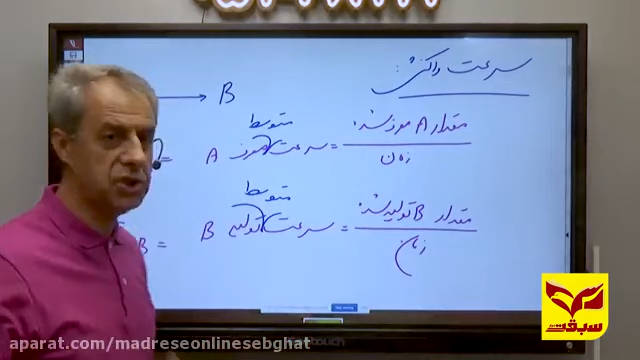 سرعت واکنش:
B
متوسط
سرعت مصرف A = مقدار A مصرف شده / زمان
متوسط
سرعت تولید B = مقدار B تولید شده / زمان
B =
سبقت
aparat.com/madreseonlinesebghat